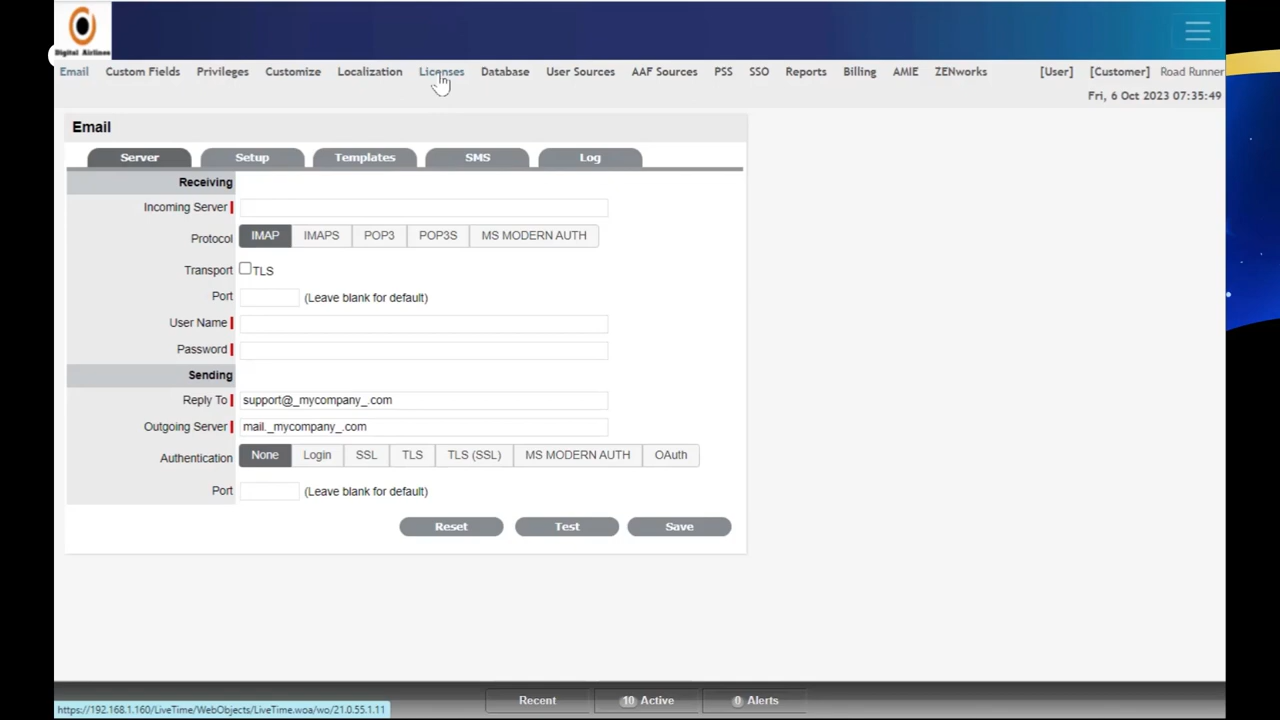 Digital Airlines
Email Custom Fields Privileges Customize Localization Licenses Database User Sources AAF Sources PSS SSO Reports Billing AMIE ZENworks [User] [Customer] Road Runner
Fri, 6 Oct 2023 07:35:49
Email
Server Setup Templates SMS Log
Receiving
Incoming Server
Protocol IMAP IMAPS POP3 POP3S MS MODERN AUTH
Transport TLS
Port (Leave blank for default)
User Name
Password
Sending
Reply To support@_mycompany_.com
Outgoing Server mail._mycompany_.com
Authentication None Login SSL TLS TLS (SSL) MS MODERN AUTH OAuth
Port (Leave blank for default)
Reset Test Save
Recent 10 Active 0 Alerts
https://192.168.1.160/LiveTime/WebObjects/LiveTime.woa/wo/21.0.55.1.11